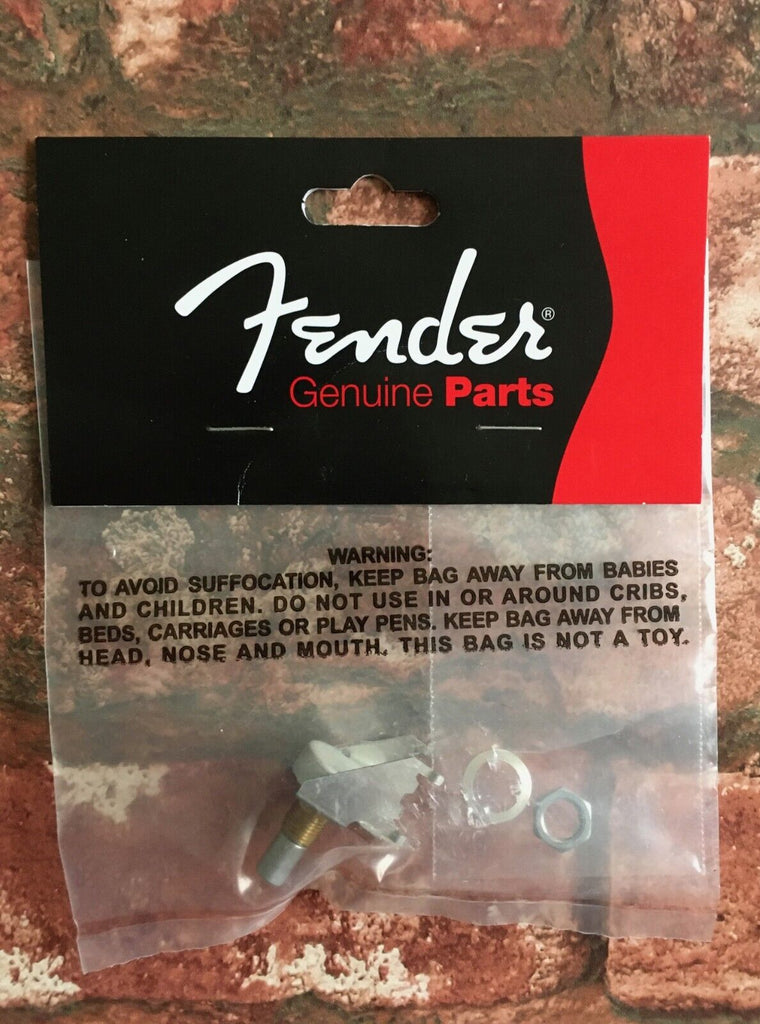 Fender®
Genuine Parts
WARNING:
TO AVOID SUFFOCATION, KEEP BAG AWAY FROM BABIES
AND CHILDREN. DO NOT USE IN OR AROUND CRIBS,
BEDS, CARRIAGES OR PLAY PENS. KEEP BAG AWAY FROM
HEAD, NOSE AND MOUTH. THIS BAG IS NOT A TOY.